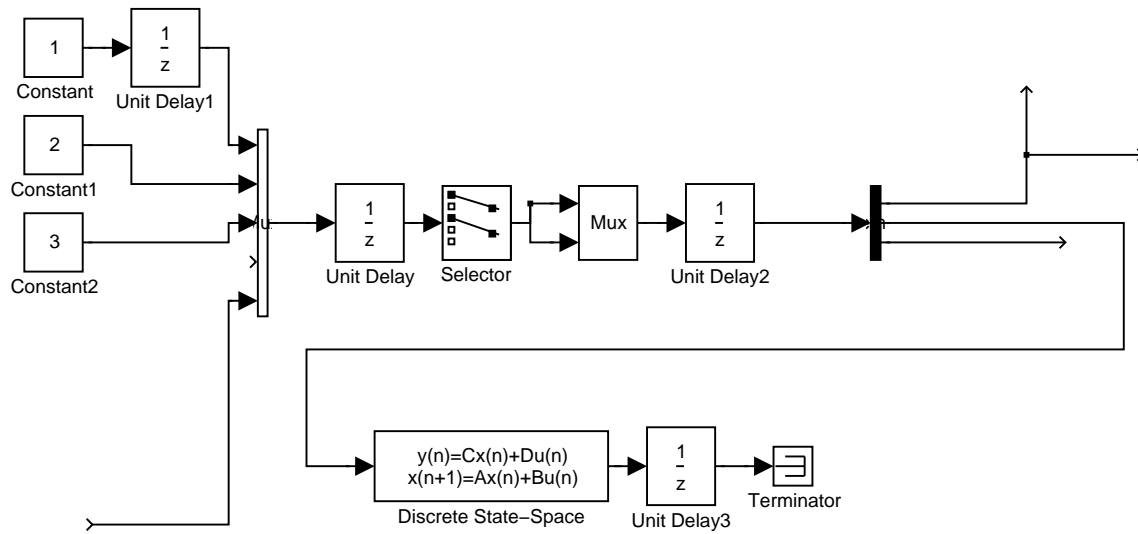 1
Constant
1
z
Unit Delay1
2
Constant1
3
Constant2
1
z
Unit Delay
Selector
Mux
1
z
Unit Delay2
y(n)=Cx(n)+Du(n)
x(n+1)=Ax(n)+Bu(n)
Discrete State−Space
1
z
Unit Delay3
Terminator